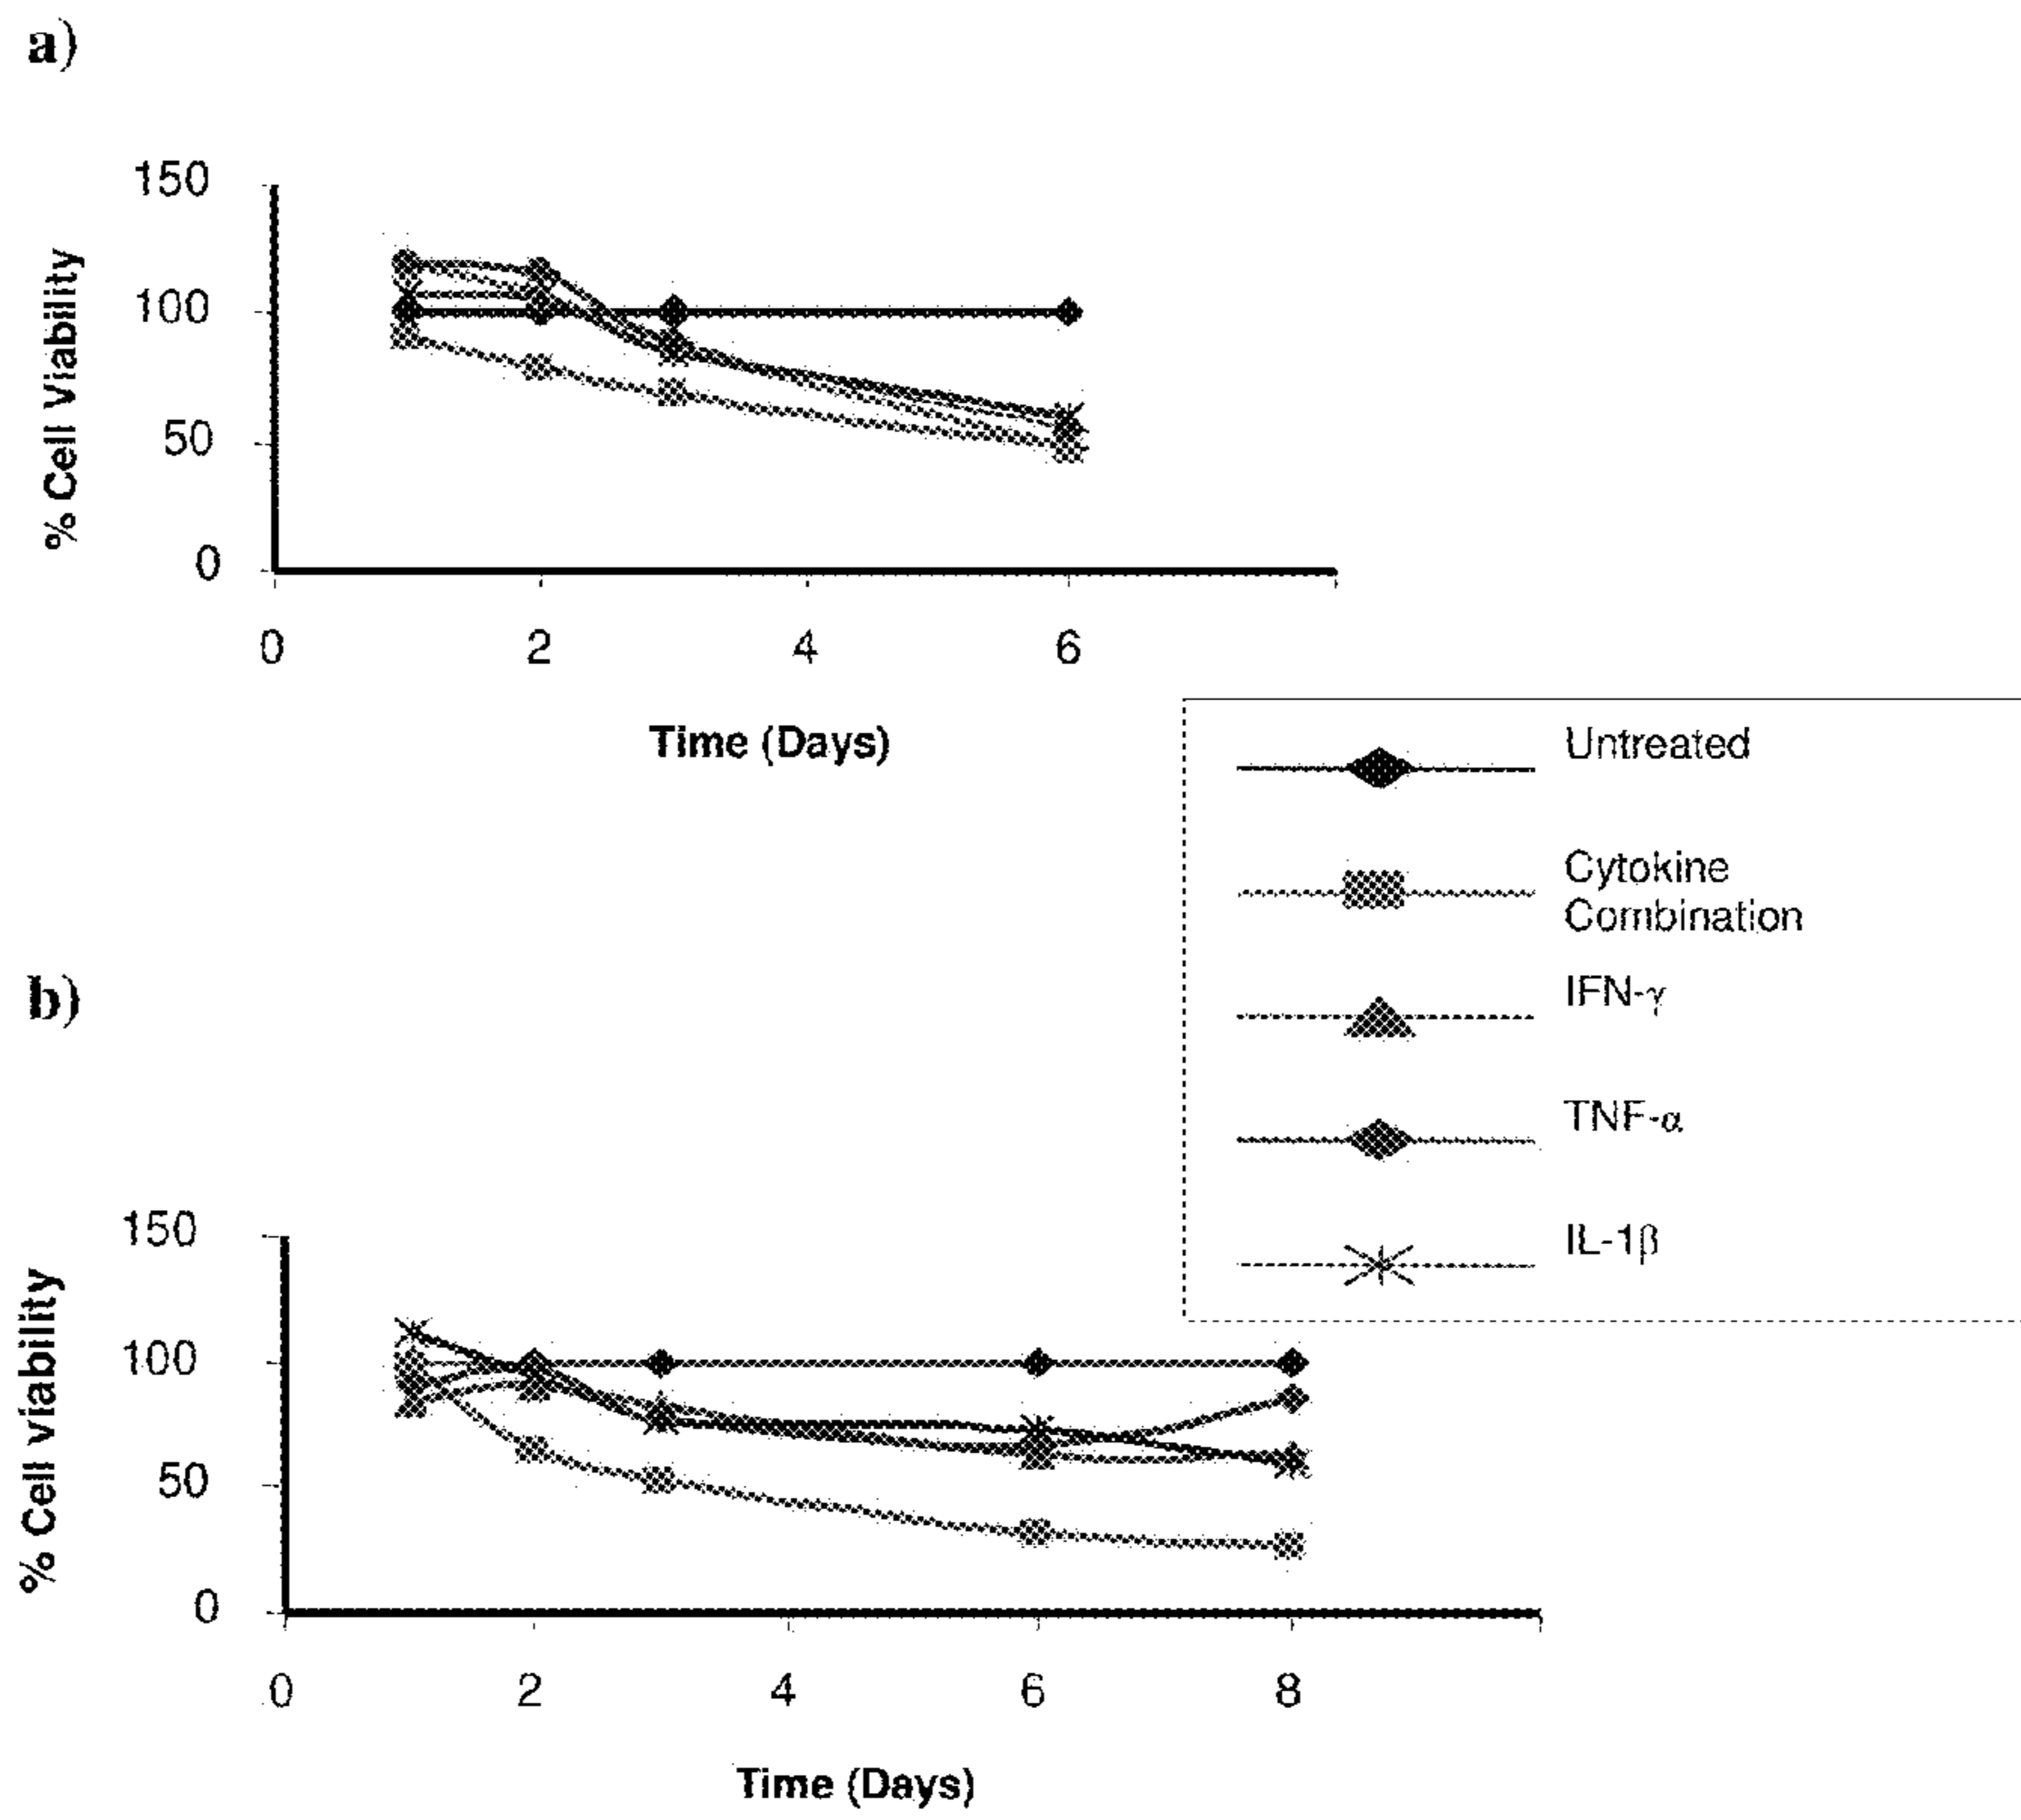 a)
150
100
50
0
% Cell Viability
0 2 4 6
Time (Days)
Untreated
Cytokine
Combination
IFN-γ
TNF-α
IL-1β
b)
150
100
50
0
% Cell viability
0 2 4 6 8
Time (Days)